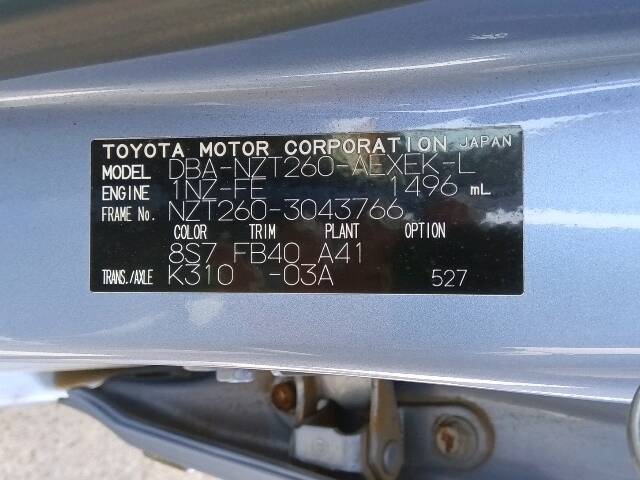 TOYOTA MOTOR CORPORATION JAPAN
MODEL DBA-NZT260-AEXEK-L
ENGINE 1NZ-FE 1496 mL
FRAME No. NZT260-3043766
COLOR TRIM PLANT OPTION
8S7 FB40 A41
TRANS./AXLE K310 -03A 527